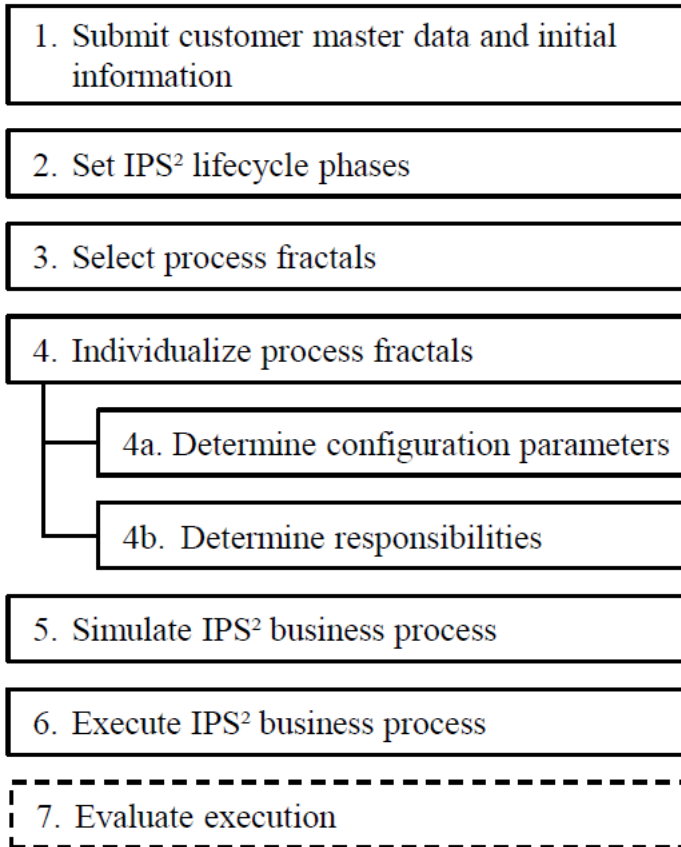 1. Submit customer master data and initial
information
2. Set IPS² lifecycle phases
3. Select process fractals
4. Individualize process fractals
4a. Determine configuration parameters
4b. Determine responsibilities
5. Simulate IPS² business process
6. Execute IPS² business process
7. Evaluate execution